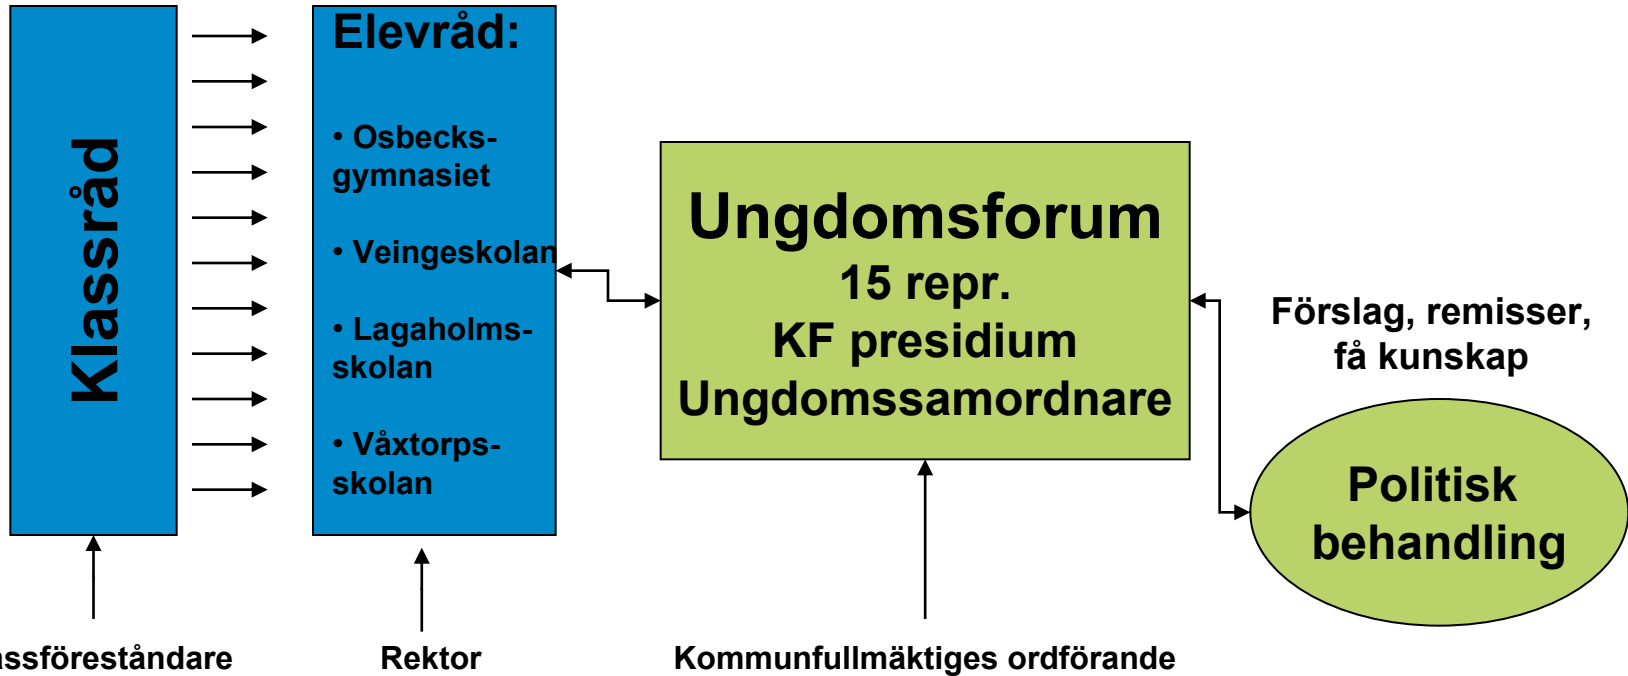 Klassråd
Elevråd:
• Osbecks-
gymnasiet
• Veingeskolan
• Lagaholms-
skolan
• Våxtorps-
skolan
Ungdomsforum
15 repr.
KF presidium
Ungdomssamordnare
Förslag, remisser,
få kunskap
Politisk
behandling
assföreståndare
Rektor
Kommunfullmäktiges ordförande